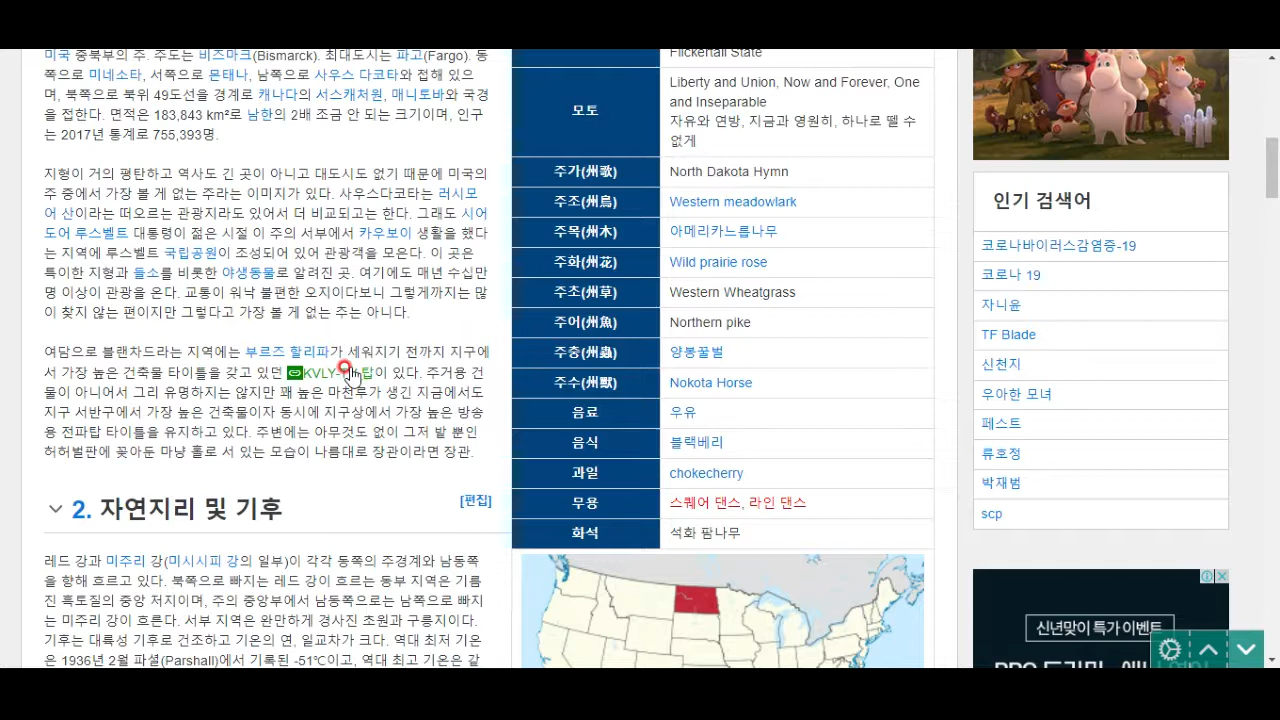 미국 중북부의 주. 주도는 비즈마크(Bismarck). 최대도시는 파고(Fargo). 동
쪽으로 미네소타, 서쪽으로 몬태나, 남쪽으로 사우스 다코타와 접해 있으
며, 북쪽으로 북위 49도선을 경계로 캐나다의 서스캐처원, 매니토바와 국경
을 접한다. 면적은 183,843 km²로 남한의 2배 조금 안 되는 크기이며, 인구
는 2017년 통계로 755,393명.
지형이 거의 평탄하고 역사도 긴 곳이 아니고 대도시도 없기 때문에 미국의
주 중에서 가장 볼 게 없는 주라는 이미지가 있다. 사우스다코타는 러시모
어 산이라는 떠오르는 관광지라도 있어서 더 비교되고는 한다. 그래도 시어
도어 루스벨트 대통령이 젊은 시절 이 주의 서부에서 카우보이 생활을 했다
는 지역에 루스벨트 국립공원이 조성되어 있어 관광객을 모은다. 이 곳은
특이한 지형과 들소를 비롯한 야생동물로 알려진 곳. 여기에도 매년 수십만
명 이상이 관광을 온다. 교통이 워낙 불편한 오지이다보니 그렇게까지는 많
이 찾지 않는 편이지만 그렇다고 가장 볼 게 없는 주는 아니다.
여담으로 블랜차드라는 지역에는 부르즈 할리파가 세워지기 전까지 지구에
서 가장 높은 건축물 타이틀을 갖고 있던 KVLY- 탑이 있다. 주거용 건
물이 아니어서 그리 유명하지는 않지만 꽤 높은 마천루가 생긴 지금에서도
지구 서반구에서 가장 높은 건축물이자 동시에 지구상에서 가장 높은 방송
용 전파탑 타이틀을 유지하고 있다. 주변에는 아무것도 없이 그저 밭 뿐인
허허벌판에 꽂아둔 마냥 홀로 서 있는 모습이 나름대로 장관이라면 장관.
2. 자연지리 및 기후 [편집]
레드 강과 미주리 강(미시시피 강의 일부)이 각각 동쪽의 주경계와 남동쪽
을 향해 흐르고 있다. 북쪽으로 빠지는 레드 강이 흐르는 동부 지역은 기름
진 흑토질의 중앙 저지이며, 주의 중앙부에서 남동쪽으로는 남쪽으로 빠지
는 미주리 강이 흐른다. 서부 지역은 완만하게 경사진 초원과 구릉지이다.
기후는 대륙성 기후로 건조하고 기온의 연, 일교차가 크다. 역대 최저 기온
은 1936년 2월 파셜(Parshall)에서 기록된 -51℃이고, 역대 최고 기온은 같
Flickertail State
모토
Liberty and Union, Now and Forever, One
and Inseparable
자유와 연방, 지금과 영원히, 하나로 뗄 수
없게
주가(州歌) North Dakota Hymn
주조(州鳥) Western meadowlark
주목(州木) 아메리카느릅나무
주화(州花) Wild prairie rose
주초(州草) Western Wheatgrass
주어(州魚) Northern pike
주충(州蟲) 양봉꿀벌
주수(州獸) Nokota Horse
음료 우유
음식 블랙베리
과일 chokecherry
무용 스퀘어 댄스, 라인 댄스
화석 석화 팜나무
인기 검색어
코로나바이러스감염증-19
코로나 19
자니윤
TF Blade
신천지
우아한 모녀
페스트
류호정
박재범
scp
신년맞이 특가 이벤트